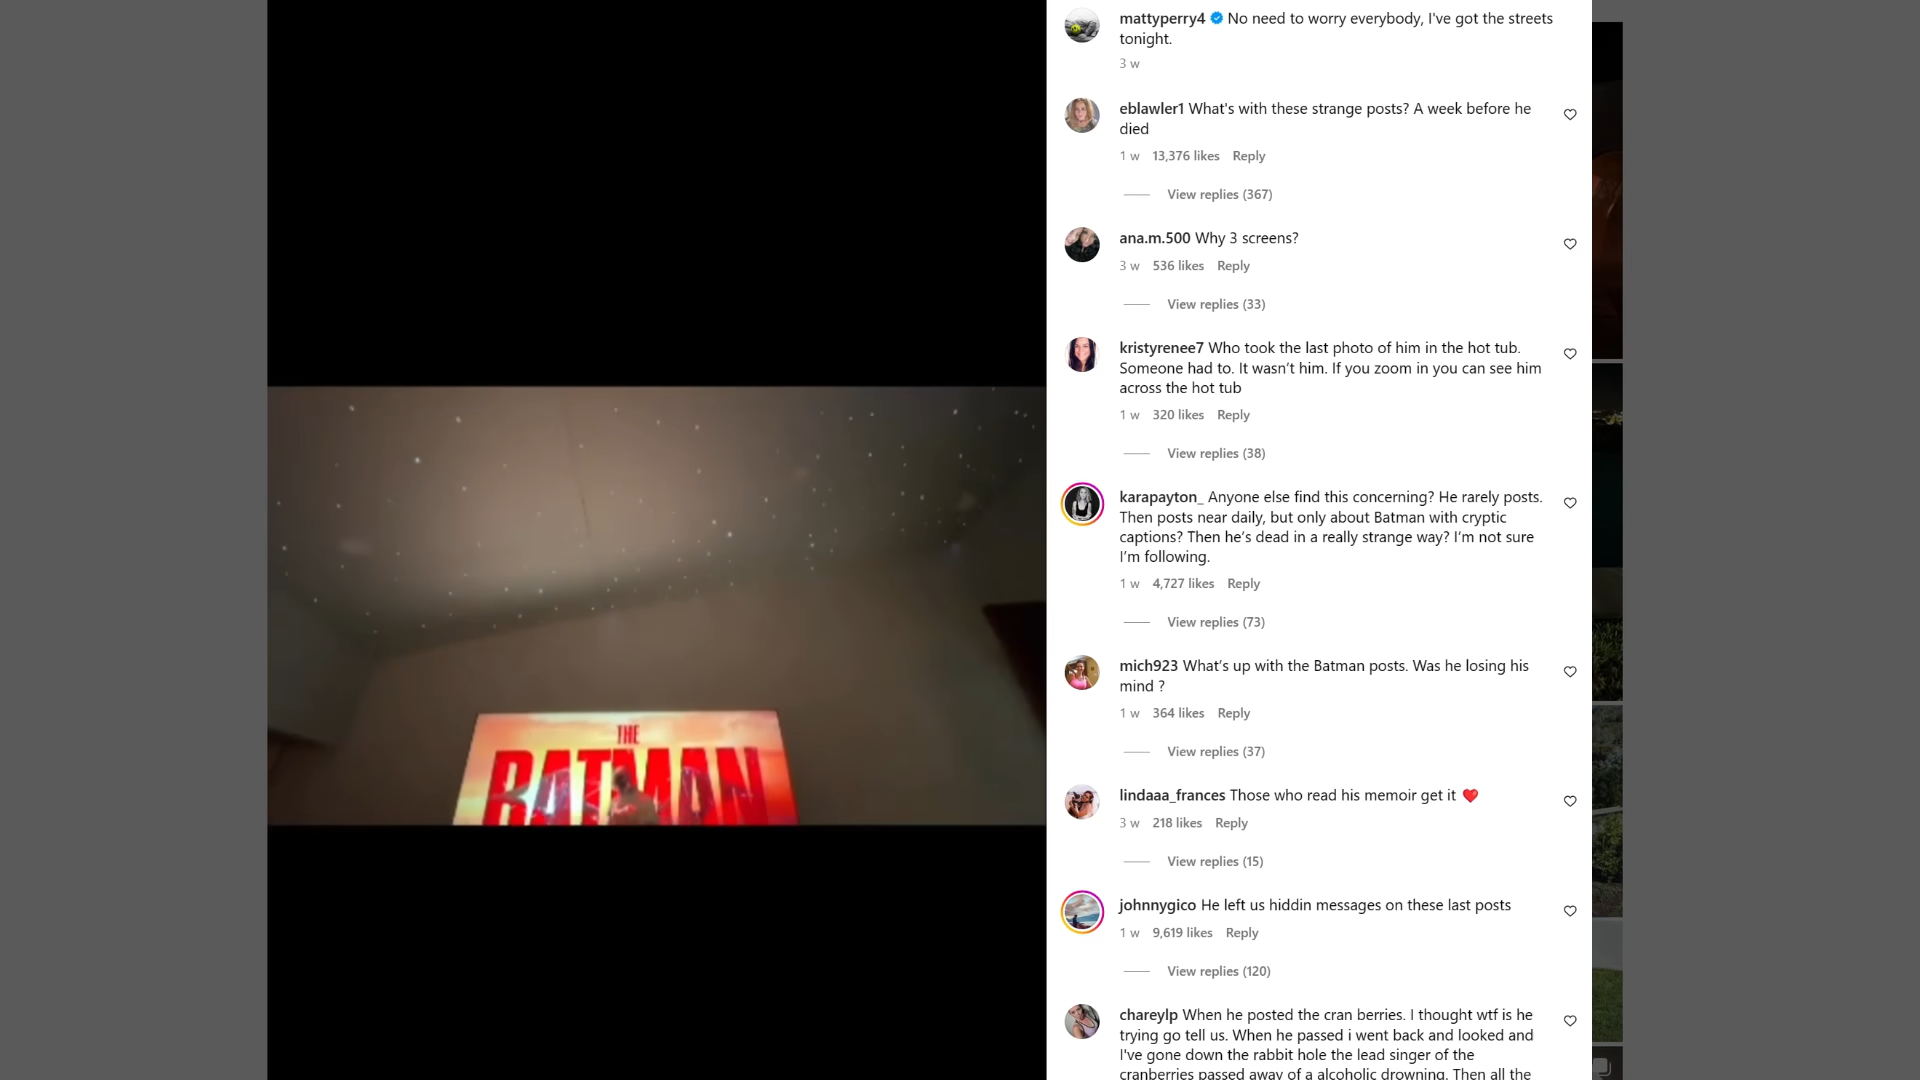 mattyperry4 No need to worry everybody, I've got the streets
tonight.
3 w
eblawler1 What's with these strange posts? A week before he
died
1 w 13,376 likes Reply
View replies (367)
ana.m.500 Why 3 screens?
3 w 536 likes Reply
View replies (33)
kristyrenee7 Who took the last photo of him in the hot tub.
Someone had to. It wasn’t him. If you zoom in you can see him
across the hot tub
1 w 320 likes Reply
View replies (38)
karapayton_ Anyone else find this concerning? He rarely posts.
Then posts near daily, but only about Batman with cryptic
captions? Then he’s dead in a really strange way? I’m not sure
I’m following.
1 w 4,727 likes Reply
View replies (73)
mich923 What’s up with the Batman posts. Was he losing his
mind ?
1 w 364 likes Reply
View replies (37)
lindaaa_frances Those who read his memoir get it ❤️
3 w 218 likes Reply
View replies (15)
johnnygico He left us hiddin messages on these last posts
1 w 9,619 likes Reply
View replies (120)
chareylp When he posted the cran berries. I thought wtf is he
trying go tell us. When he passed i went back and looked and
I've gone down the rabbit hole the lead singer of the
cranberries passed away of a alcoholic drowning. Then all the
THE
BATMAN